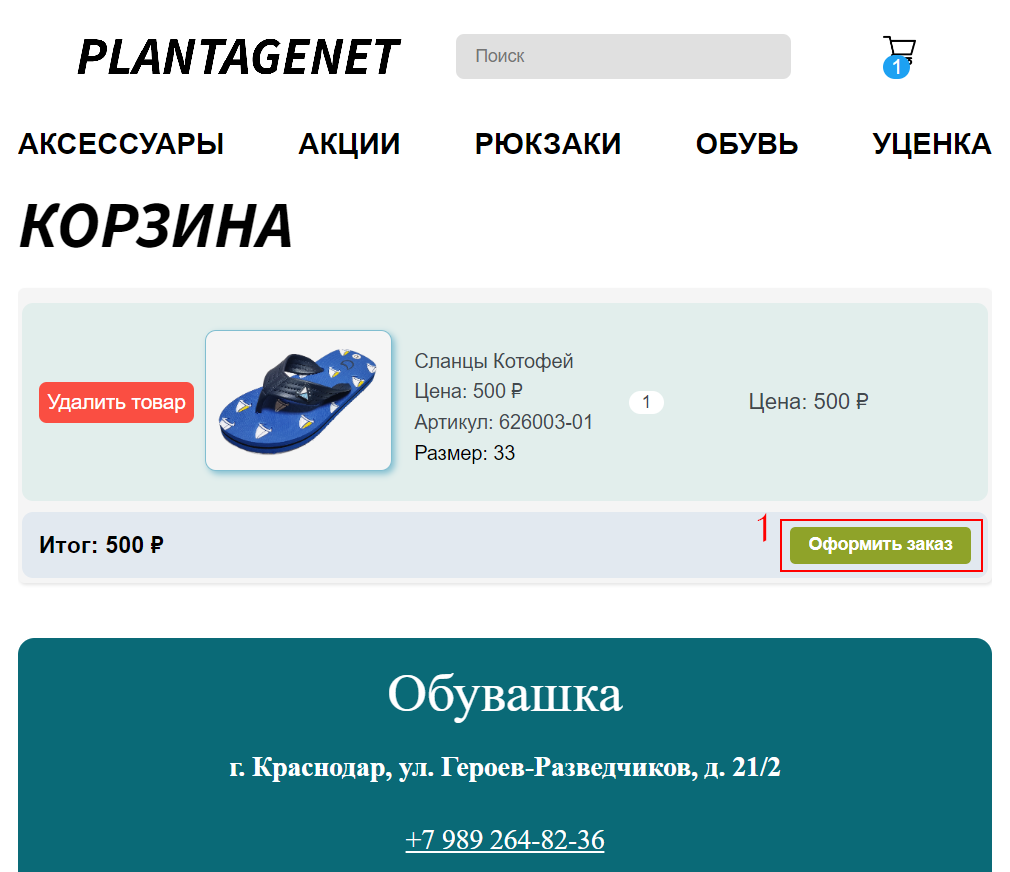 PLANTAGENET
Поиск
1
АКСЕССУАРЫ АКЦИИ РЮКЗАКИ ОБУВЬ УЦЕНКА
КОРЗИНА
Удалить товар
Сланцы Котофей
Цена: 500 ₽
Артикул: 626003-01
Размер: 33
1
Цена: 500 ₽
Итог: 500 ₽
1
Оформить заказ
Обувашка
г. Краснодар, ул. Героев-Разведчиков, д. 21/2
+7 989 264-82-36